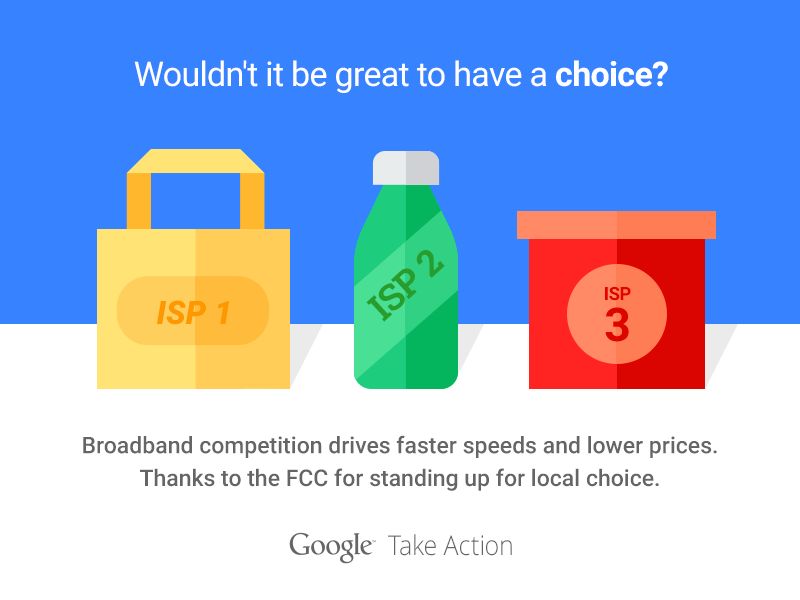 Wouldn't it be great to have a choice?
ISP 1
ISP 2
ISP
3
Broadband competition drives faster speeds and lower prices.
Thanks to the FCC for standing up for local choice.
Google™ Take Action